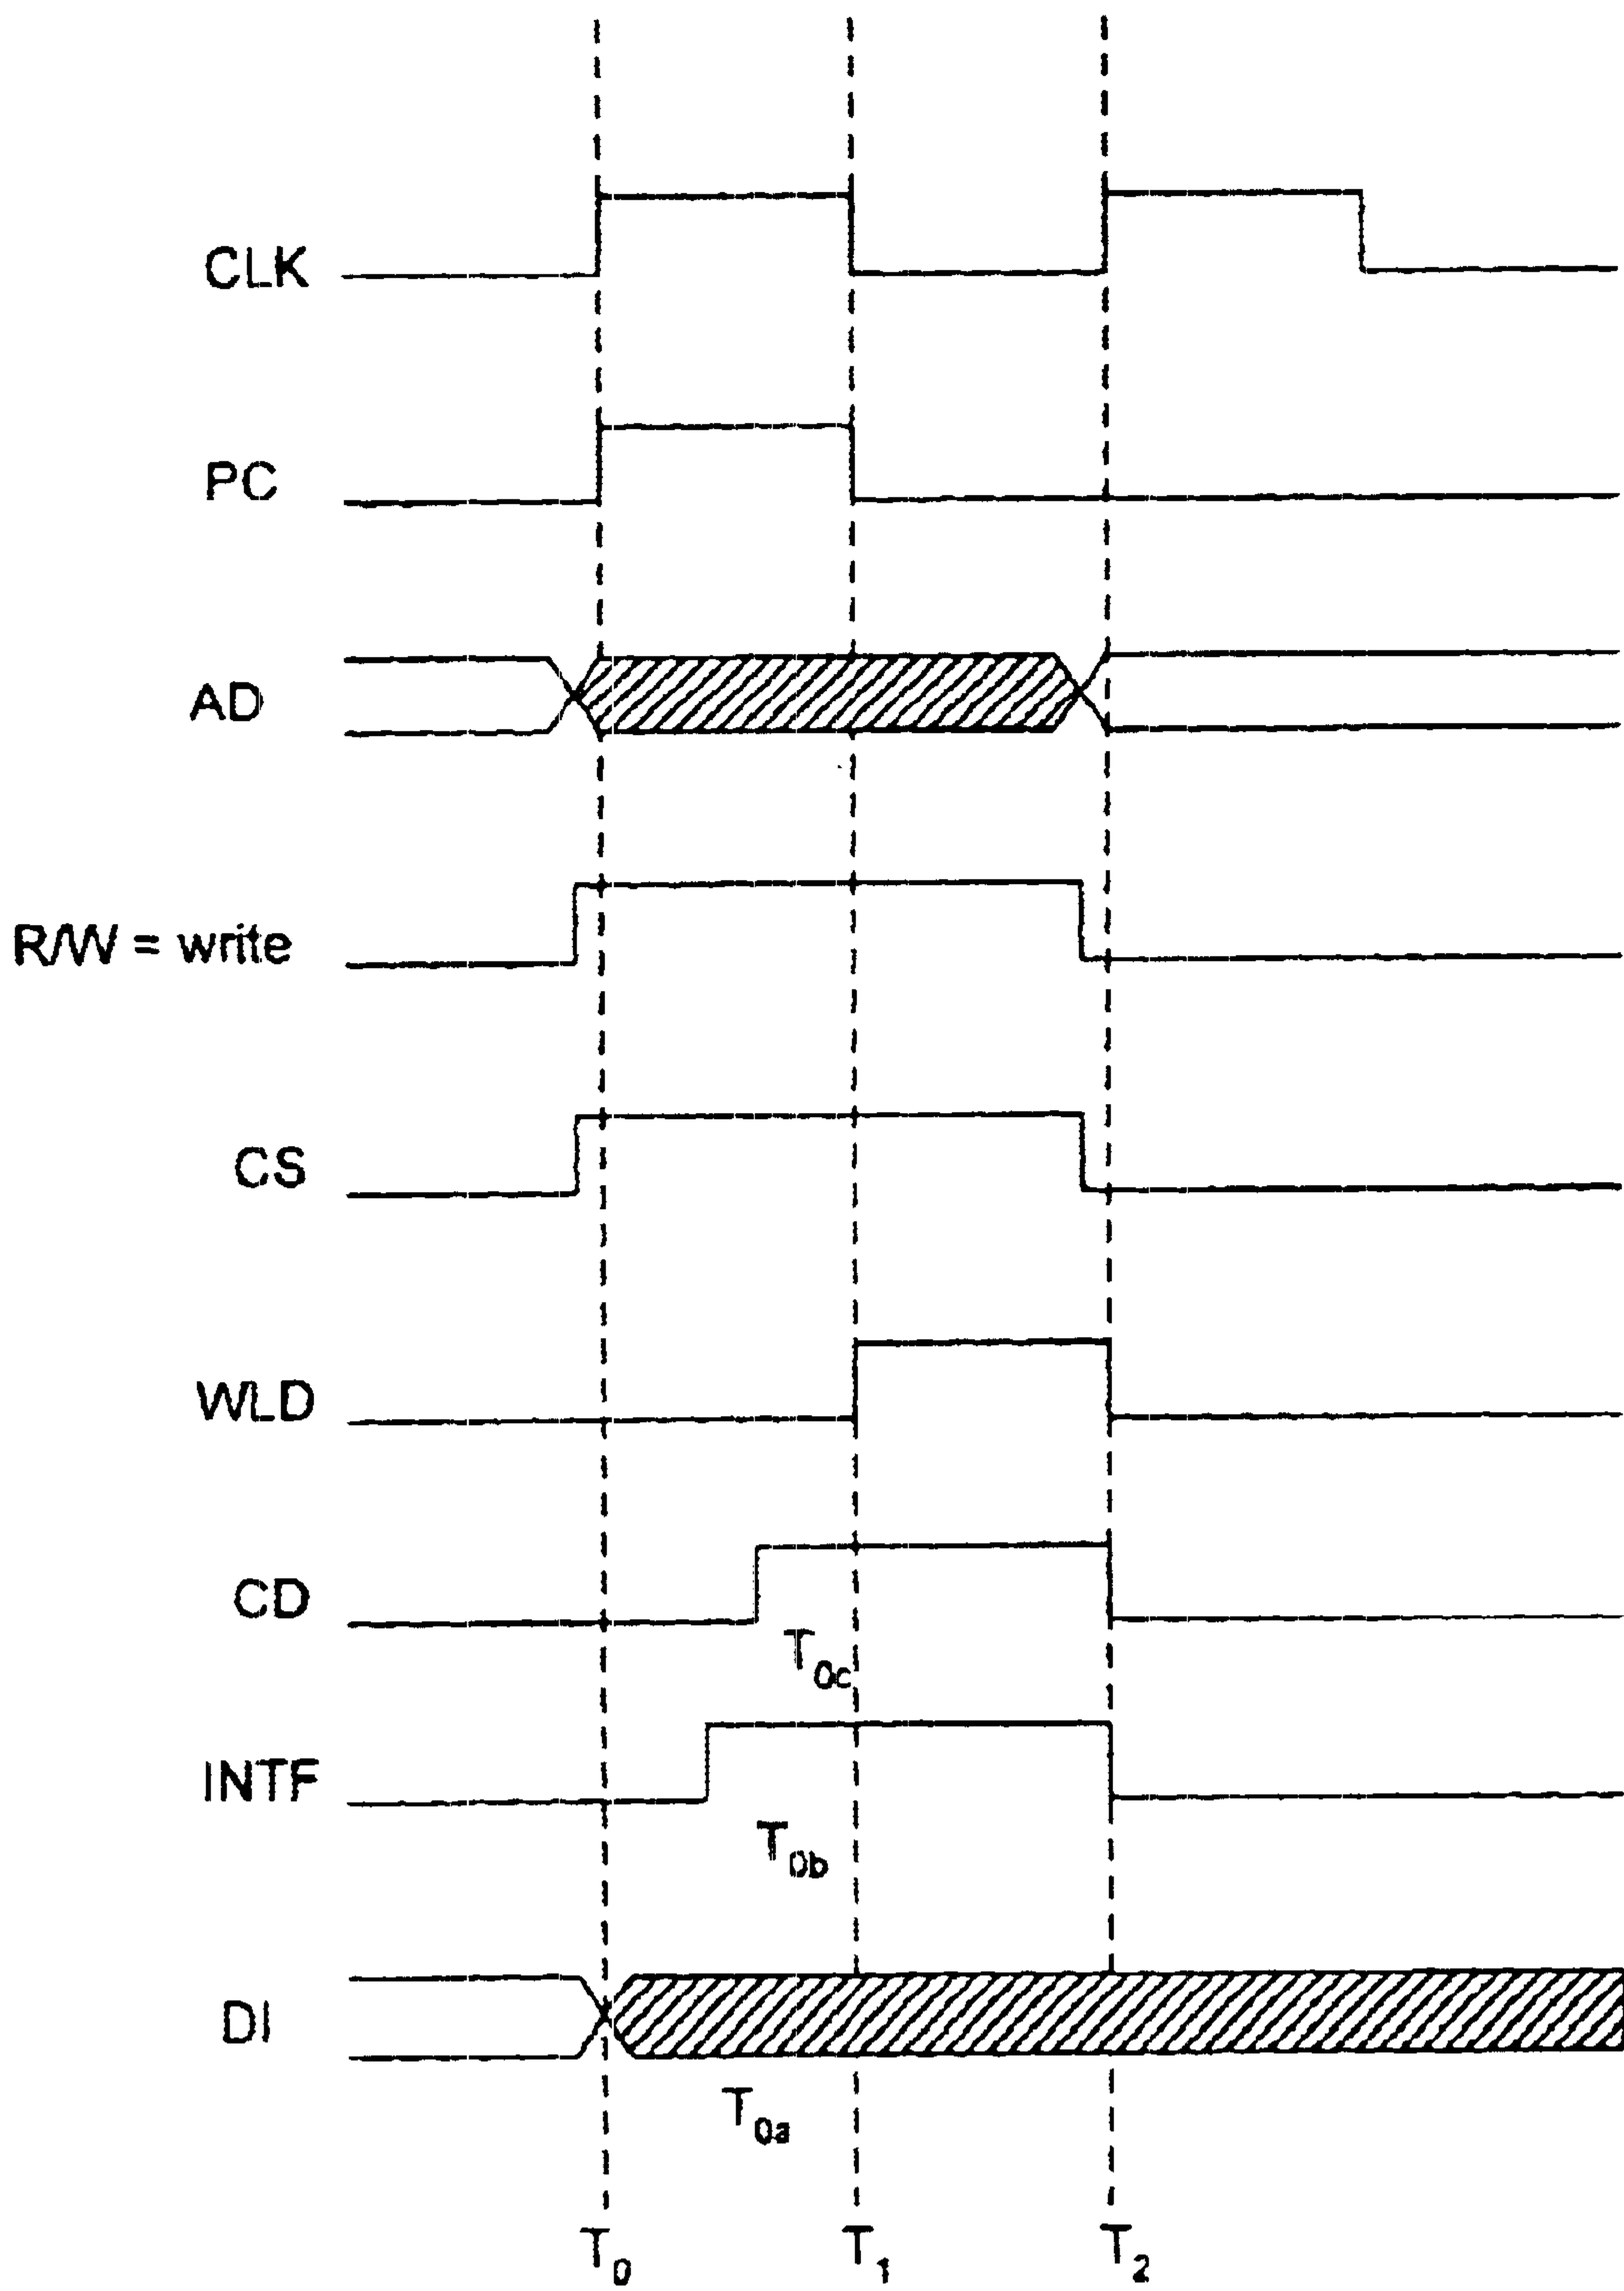 CLK
PC
AD
R/W = write
CS
WLD
CD
T0c
INTF
T0b
DI
T0a
T0 T1 T2